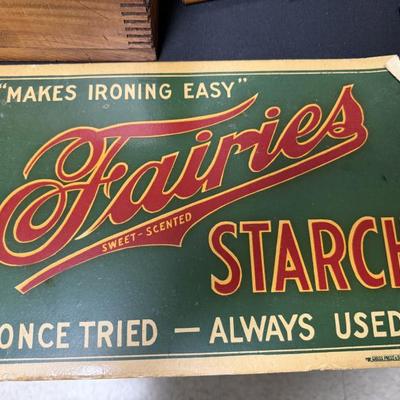 "MAKES IRONING EASY"
Fairies
SWEET-SCENTED
STARCH
ONCE TRIED — ALWAYS USED